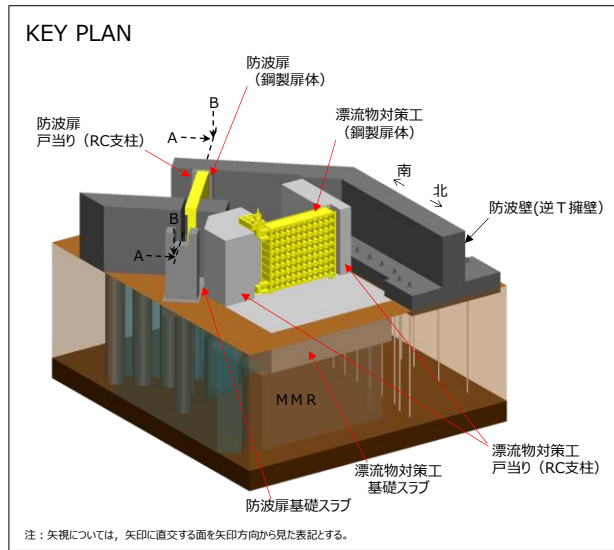 KEY PLAN
防波扉
(鋼製扉体)
B
A
防波扉
戸当り(RC支柱)
漂流物対策工
(鋼製扉体)
南
北
防波壁(逆T擁壁)
B
A
MMR
漂流物対策工
戸当り(RC支柱)
漂流物対策工
基礎スラブ
防波扉基礎スラブ
注：矢視については，矢印に直交する面を矢印方向から見た表記とする。